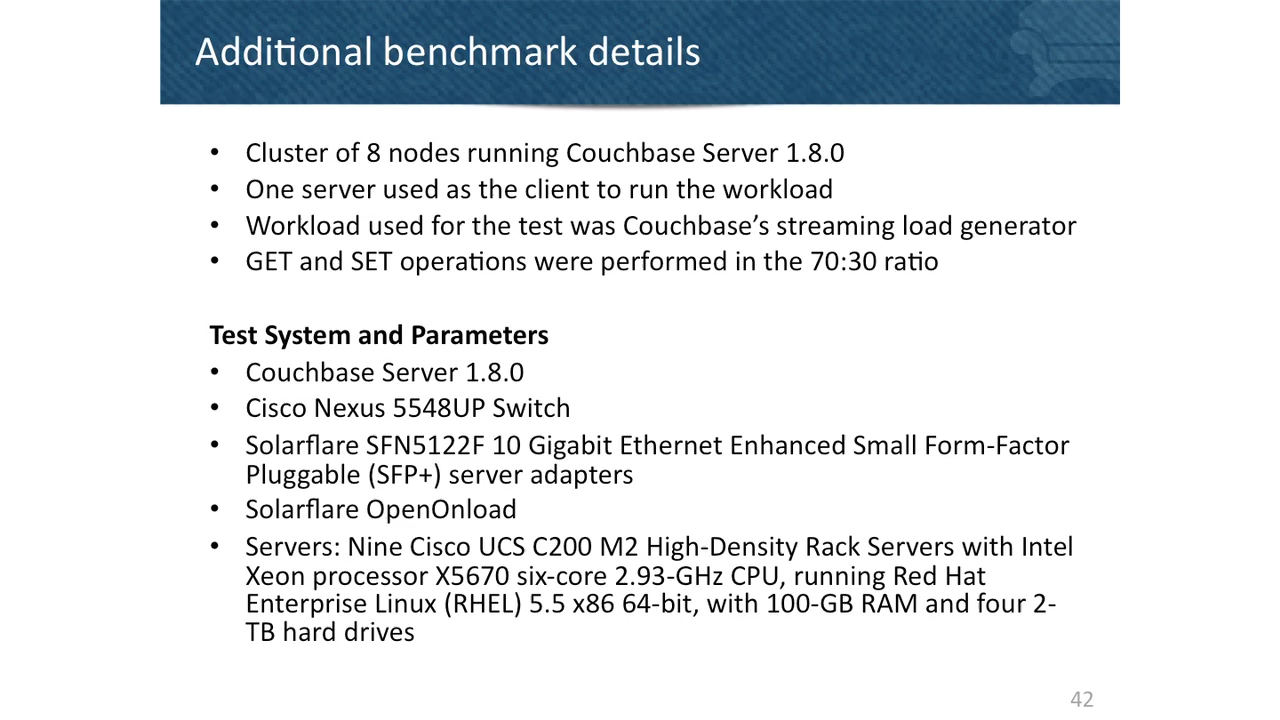 Additional benchmark details
• Cluster of 8 nodes running Couchbase Server 1.8.0
• One server used as the client to run the workload
• Workload used for the test was Couchbase’s streaming load generator
• GET and SET operations were performed in the 70:30 ratio
Test System and Parameters
• Couchbase Server 1.8.0
• Cisco Nexus 5548UP Switch
• Solarflare SFN5122F 10 Gigabit Ethernet Enhanced Small Form-Factor
Pluggable (SFP+) server adapters
• Solarflare OpenOnload
• Servers: Nine Cisco UCS C200 M2 High-Density Rack Servers with Intel
Xeon processor X5670 six-core 2.93-GHz CPU, running Red Hat
Enterprise Linux (RHEL) 5.5 x86 64-bit, with 100-GB RAM and four 2-
TB hard drives
42